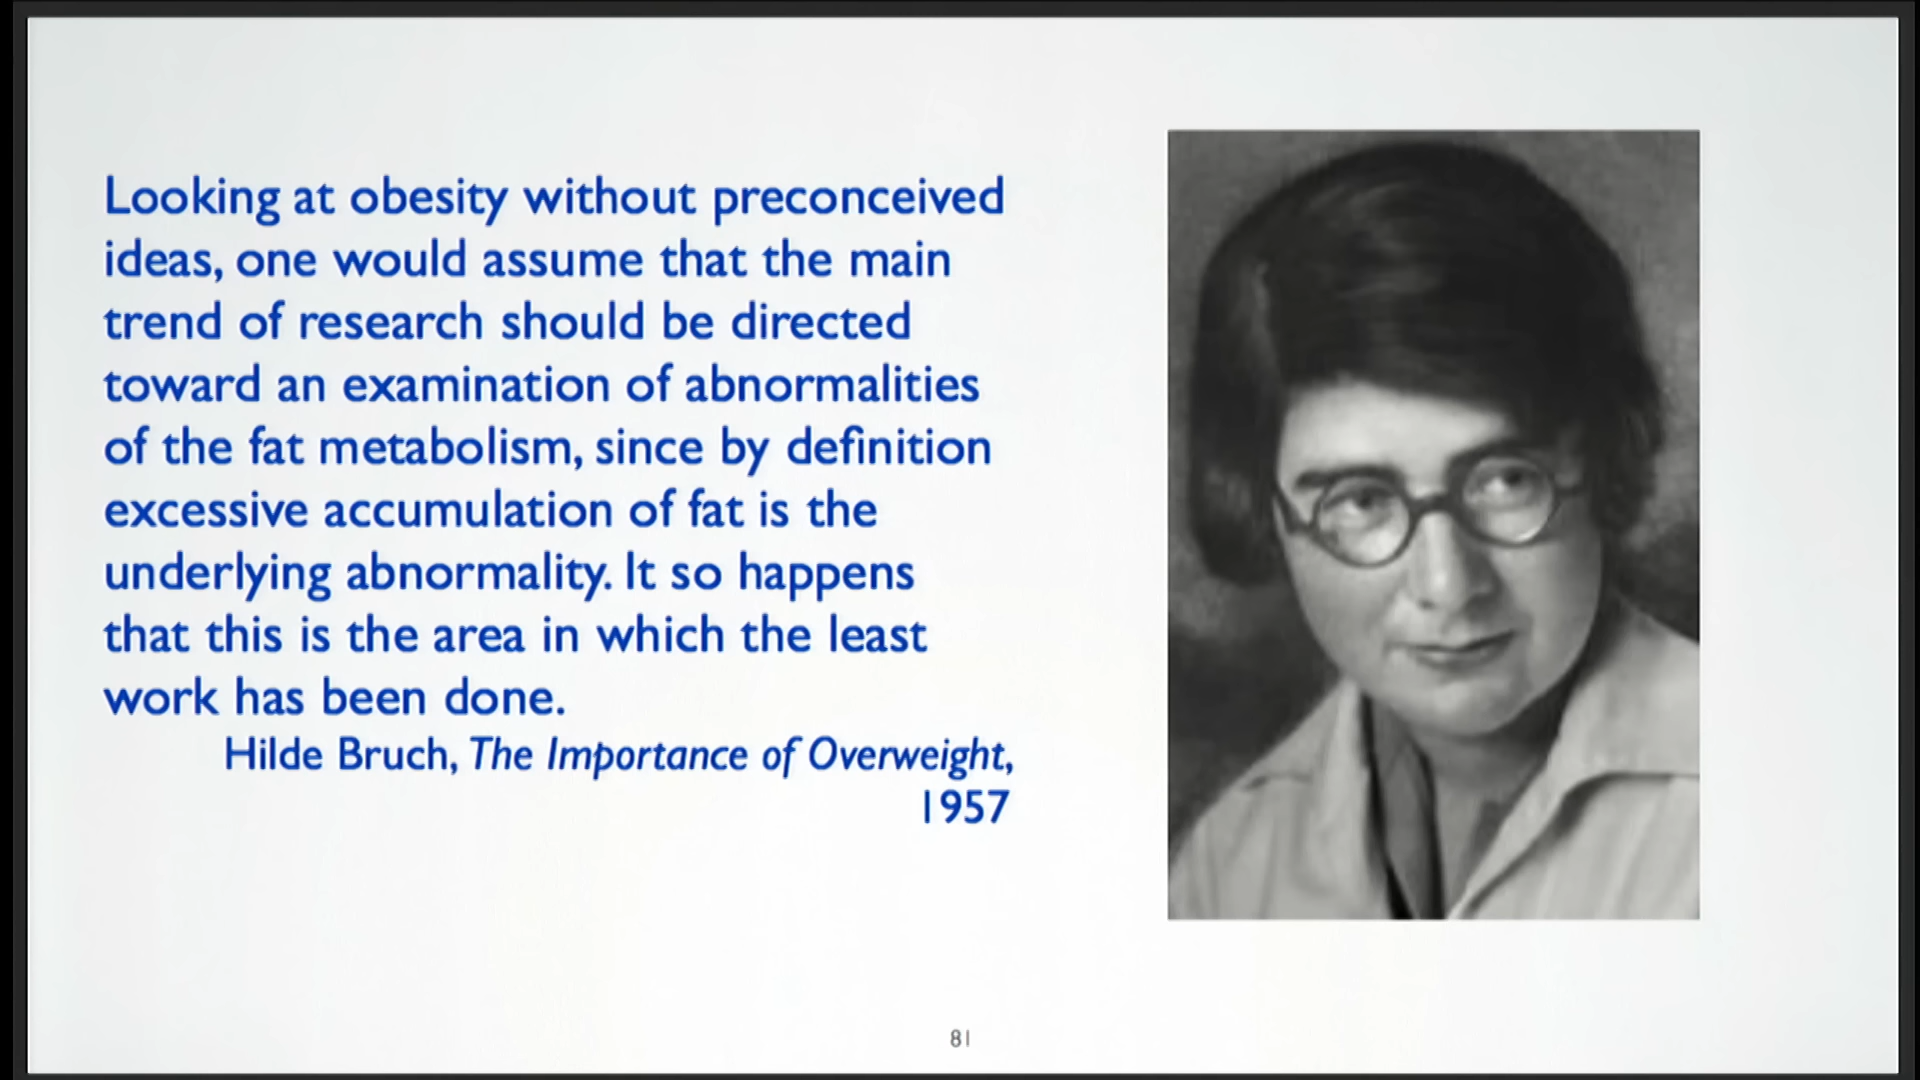 Looking at obesity without preconceived
ideas, one would assume that the main
trend of research should be directed
toward an examination of abnormalities
of the fat metabolism, since by definition
excessive accumulation of fat is the
underlying abnormality. It so happens
that this is the area in which the least
work has been done.
Hilde Bruch, The Importance of Overweight,
1957
81